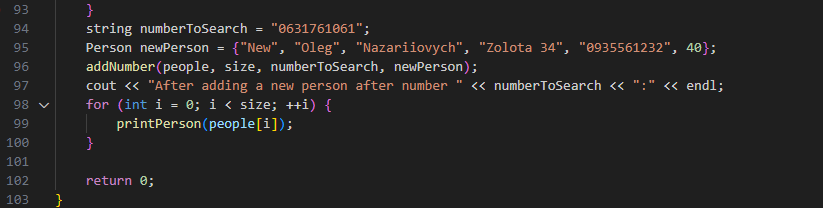 93 }
94 string numberToSearch = "0631761061";
95 Person newPerson = {"New", "Oleg", "Nazariiovych", "Zolota 34", "0935561232", 40};
96 addNumber(people, size, numberToSearch, newPerson);
97 cout << "After adding a new person after number " << numberToSearch << ":" << endl;
98 for (int i = 0; i < size; ++i) {
99 printPerson(people[i]);
100 }
101
102 return 0;
103 }